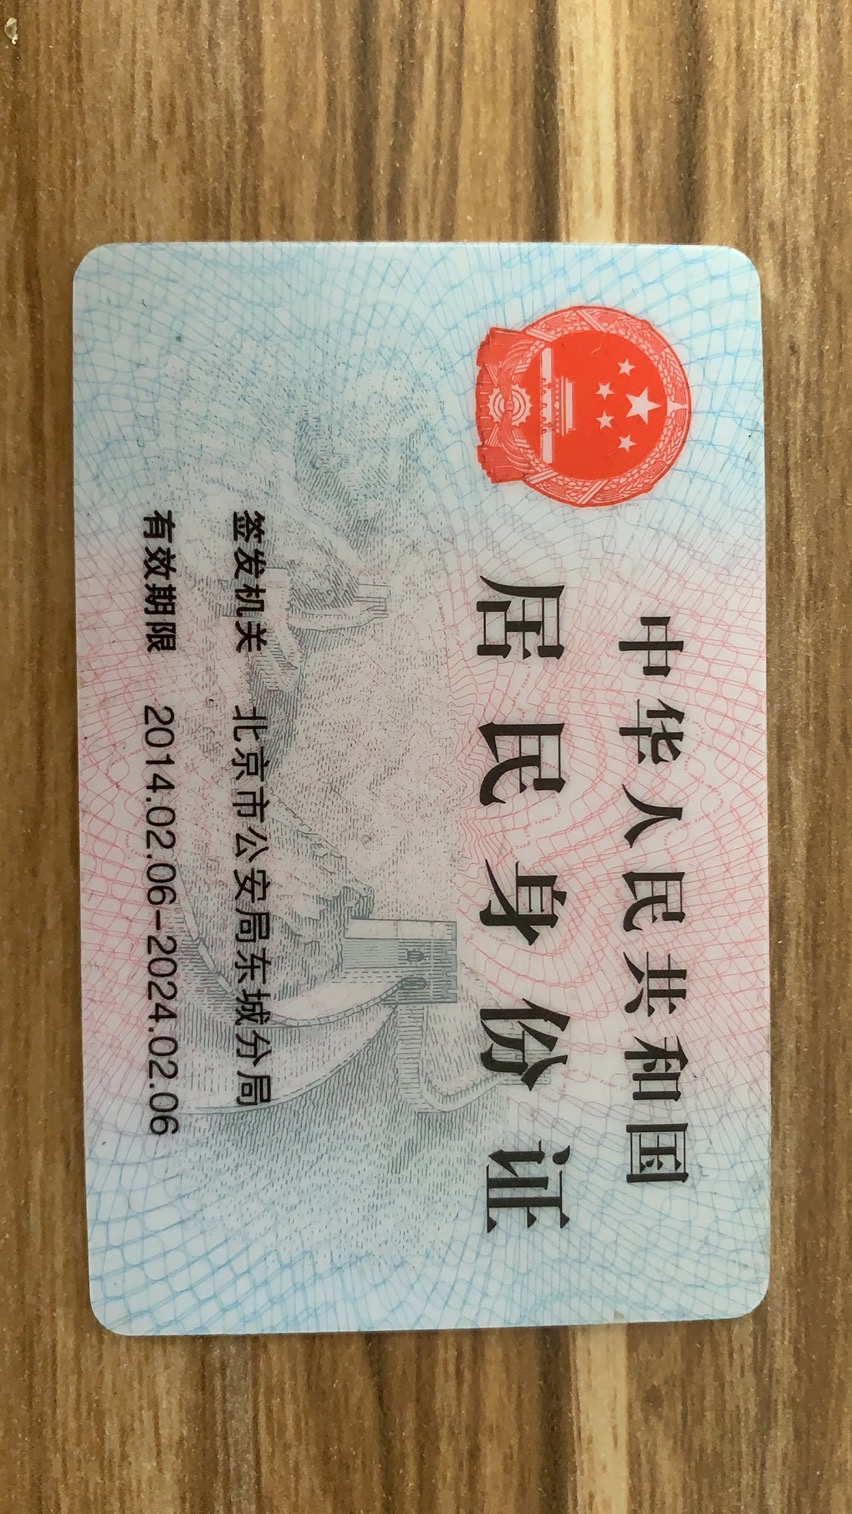 中华人民共和国
居民身份证
签发机关 北京市公安局东城分局
有效期限 2014.02.06-2024.02.06